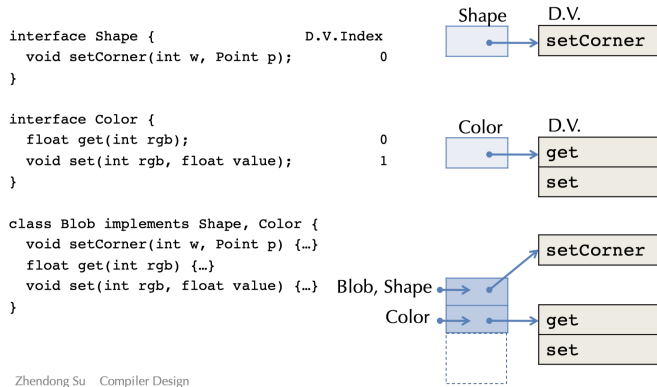 Shape D.V.
interface Shape { D.V.Index
setCorner
void setCorner(int w, Point p); 0
}
interface Color {
Color D.V.
float get(int rgb); 0
get
void set(int rgb, float value); 1
set
}
class Blob implements Shape, Color {
void setCorner(int w, Point p) {…}
setCorner
float get(int rgb) {…}
void set(int rgb, float value) {…}
Blob, Shape
}
Color
get
set
Zhendong Su Compiler Design